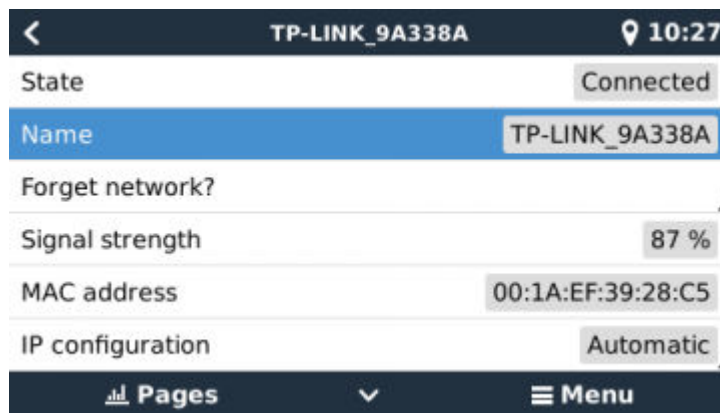 TP-LINK_9A338A 10:27
State Connected
Name TP-LINK_9A338A
Forget network?
Signal strength 87 %
MAC address 00:1A:EF:39:28:C5
IP configuration Automatic
Pages Menu